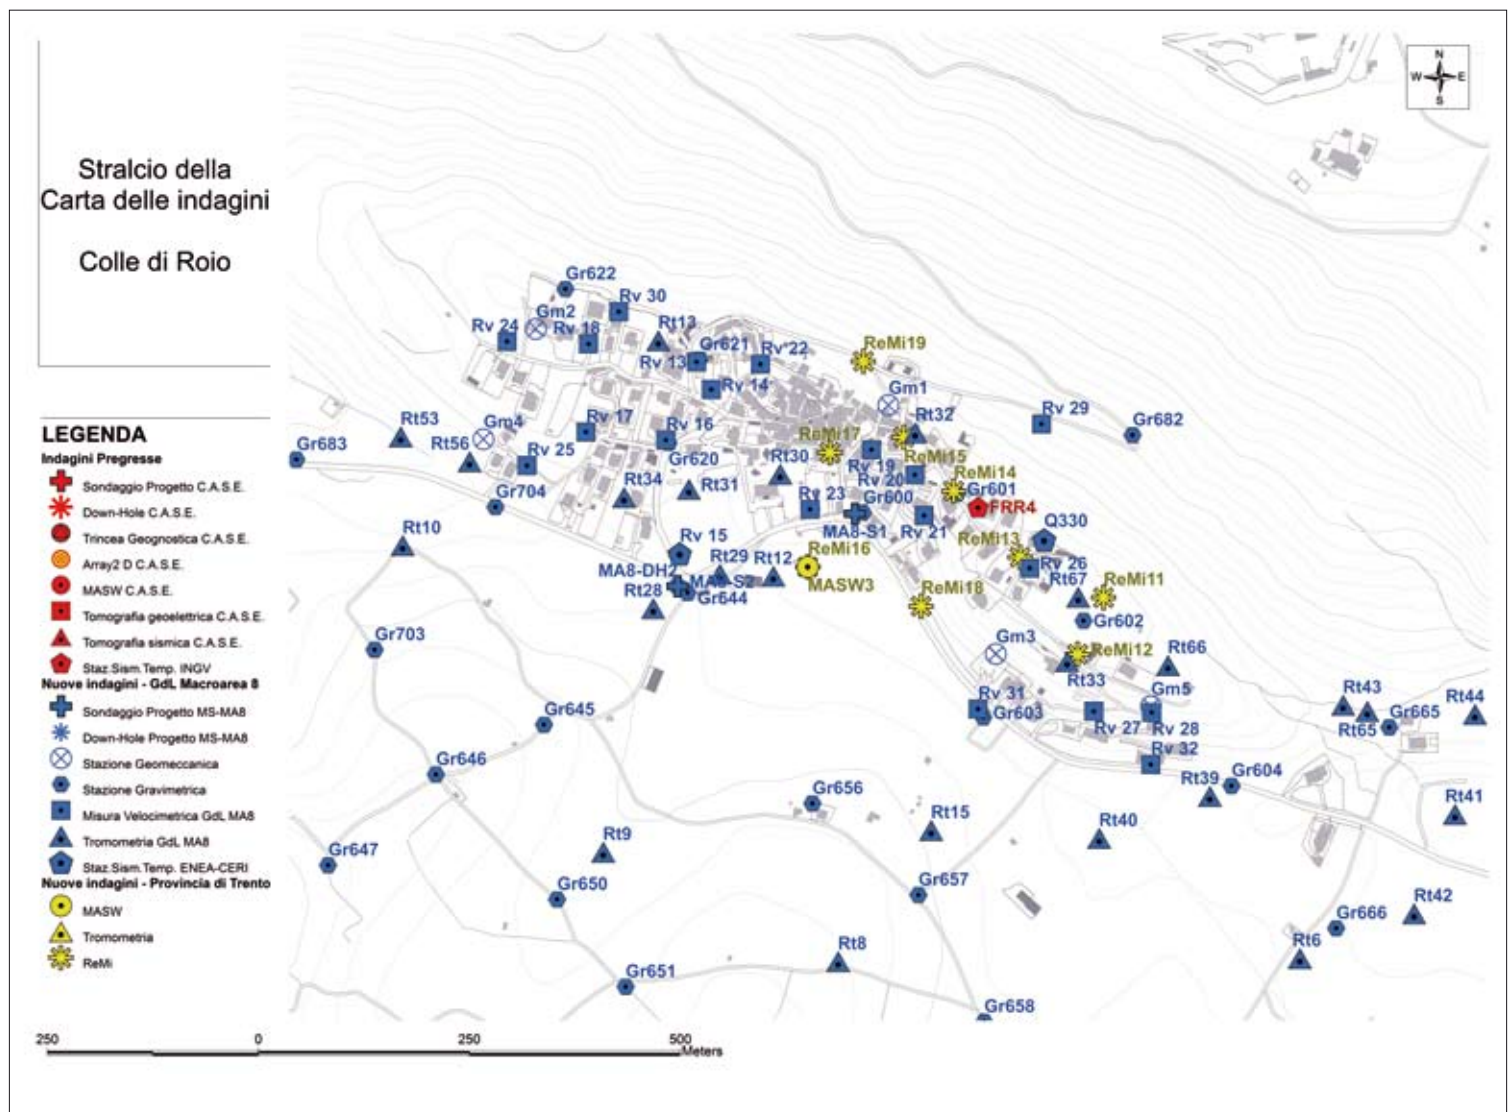 N
W E
S
Stralcio della
Carta delle indagini
Colle di Roio
LEGENDA
Indagini Pregresse
Sondaggio Progetto C.A.S.E.
Down-Hole C.A.S.E.
Trincea Geognostica C.A.S.E.
Array2 D C.A.S.E.
MASW C.A.S.E.
Tomografia geoelettrica C.A.S.E.
Tomografia sismica C.A.S.E.
Staz.Sism.Temp. INGV
Nuove indagini - GdL Macroarea 8
Sondaggio Progetto MS-MA8
Down-Hole Progetto MS-MA8
Stazione Geomeccanica
Stazione Gravimetrica
Misura Velocimetrica GdL MA8
Tromometria GdL MA8
Staz.Sism.Temp. ENEA-CERI
Nuove indagini - Provincia di Trento
MASW
Tromometria
ReMi
Gr622
Rv 30
Gm2
Rv 24
Rv 18
Rt13
Gr621
Rv 13
Rv 22
Rv 14
ReMi19
Gm1
Rt32
Rv 29
Gr682
Rt53
Gm4
Rv 17
Rv 16
ReMi17
Gr683
Rt56
Rv 25
Gr620
Rt30
Rv 19
ReMi15
Rv 20
ReMi14
Gr704
Rt34
Rt31
Rv 23
Gr600
Gr601
FRR4
MA8-S1
Rv 21
Q330
Rt10
Rv 15
Rt29
Rt12
ReMi16
ReMi13
Rv 26
MA8-DH2
MA8-S2
MASW3
Rt67
ReMi11
Rt28
Gr644
ReMi18
Gr602
Gr703
Gm3
ReMi12
Rt66
Rt33
Gm5
Rv 31
Gr603
Rv 27
Rv 28
Rt43
Rt44
Rt65
Gr665
Gr645
Rv 32
Gr646
Rt39
Gr604
Gr656
Rt15
Rt40
Rt41
Rt9
Gr647
Gr650
Gr657
Gr666
Rt42
Rt8
Rt6
Gr651
Gr658
250 0 250 500
Meters